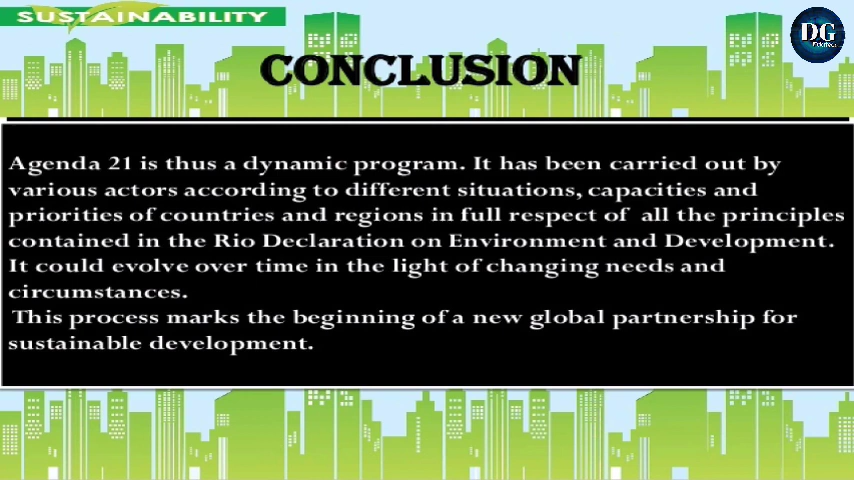 SUSTAINABILITY
DG
CONCLUSION
Agenda 21 is thus a dynamic program. It has been carried out by
various actors according to different situations, capacities and
priorities of countries and regions in full respect of all the principles
contained in the Rio Declaration on Environment and Development.
It could evolve over time in the light of changing needs and
circumstances.
This process marks the beginning of a new global partnership for
sustainable development.